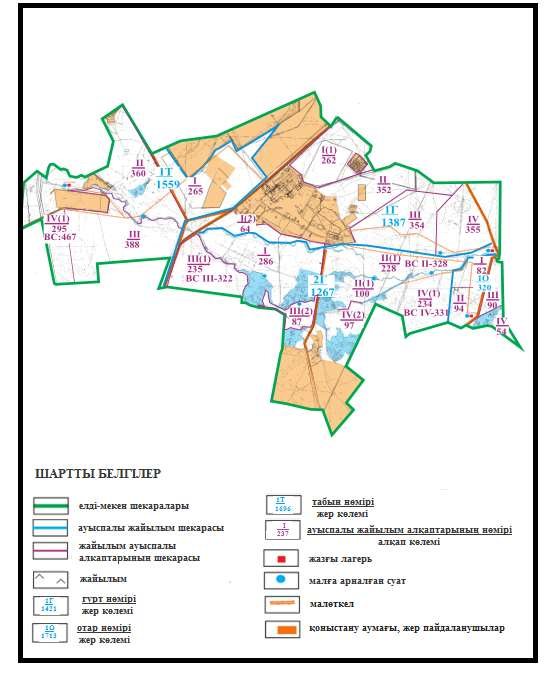 I(1)
262
II
360
1Т
1559
I
265
II
352
1Г
1387
III
354
IV
355
IV(1)
295
ВС:467
III
388
I(2)
64
III(1)
235
ВС III-322
I
286
2I
1267
II(1)
228
ВС II-328
II(1)
100
I
82
1О
320
IV(1)
234
ВС IV-331
II
94
III
90
III(2)
87
IV(2)
97
IV
54
ШАРТТЫ БЕЛГІЛЕР
елді-мекен шекаралары
ауыспалы жайылым шекарасы
жайылым ауыспалы
алқаптарының шекарасы
жайылым
1Г
1421
гүрт нөмірі
жер көлемі
1О
1713
отар нөмірі
жер көлемі
1Т
1696
табын нөмірі
жер көлемі
I
237
ауыспалы жайылым алқаптарының нөмірі
алқап көлемі
жазғы лагерь
малға арналған суат
малөткел
қоныстану аумағы, жер пайдаланушылар